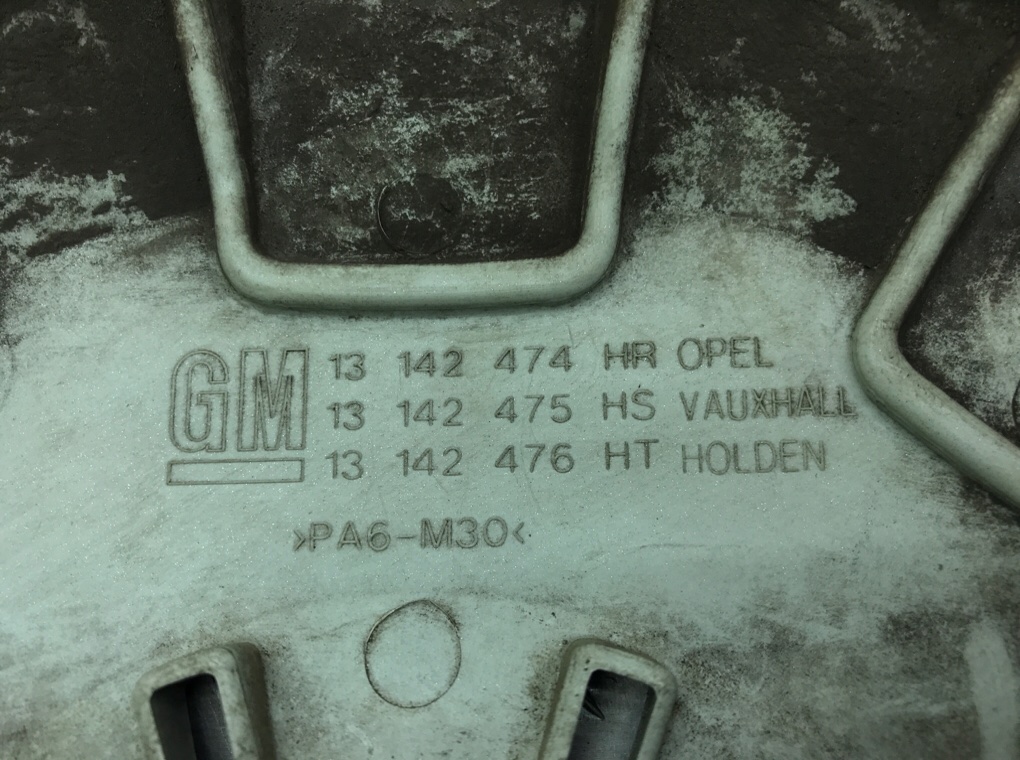 GM 13 142 474 HR OPEL
13 142 475 HS VAUXHALL
13 142 476 HT HOLDEN
>PA6-M30<